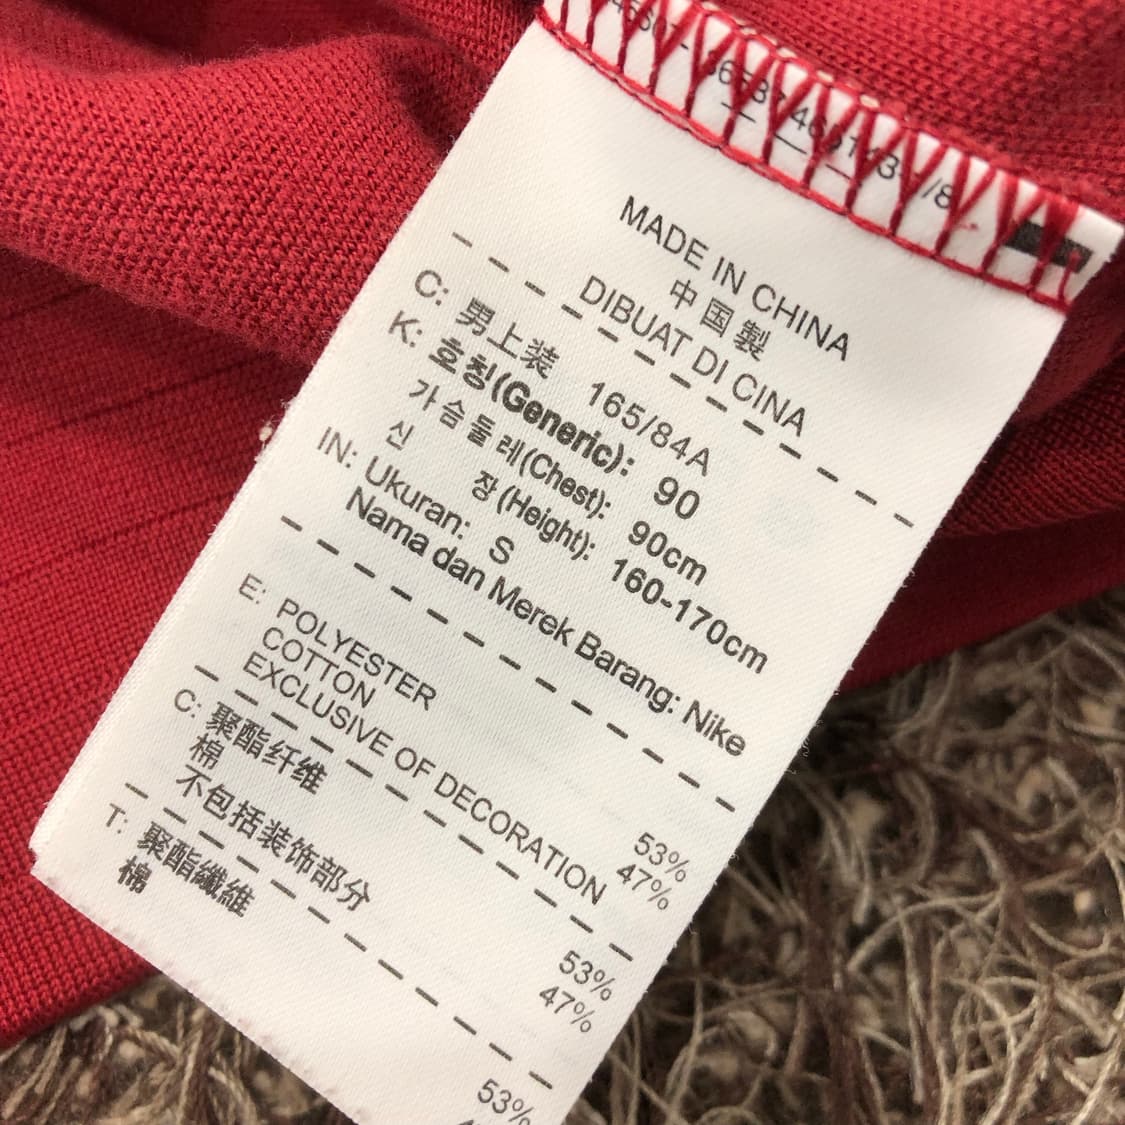 MADE IN CHINA
中国製
DIBUAT DI CINA
C: 男上装 165/84A
K: 호칭(Generic): 90
가슴둘레(Chest): 90cm
신 장(Height): 160-170cm
IN: Ukuran: S
Nama dan Merek Barang: Nike
E: POLYESTER 53%
COTTON 47%
EXCLUSIVE OF DECORATION
C: 聚酯纤维 53%
棉 47%
不包括装饰部分
T: 聚酯纖維 53%
棉